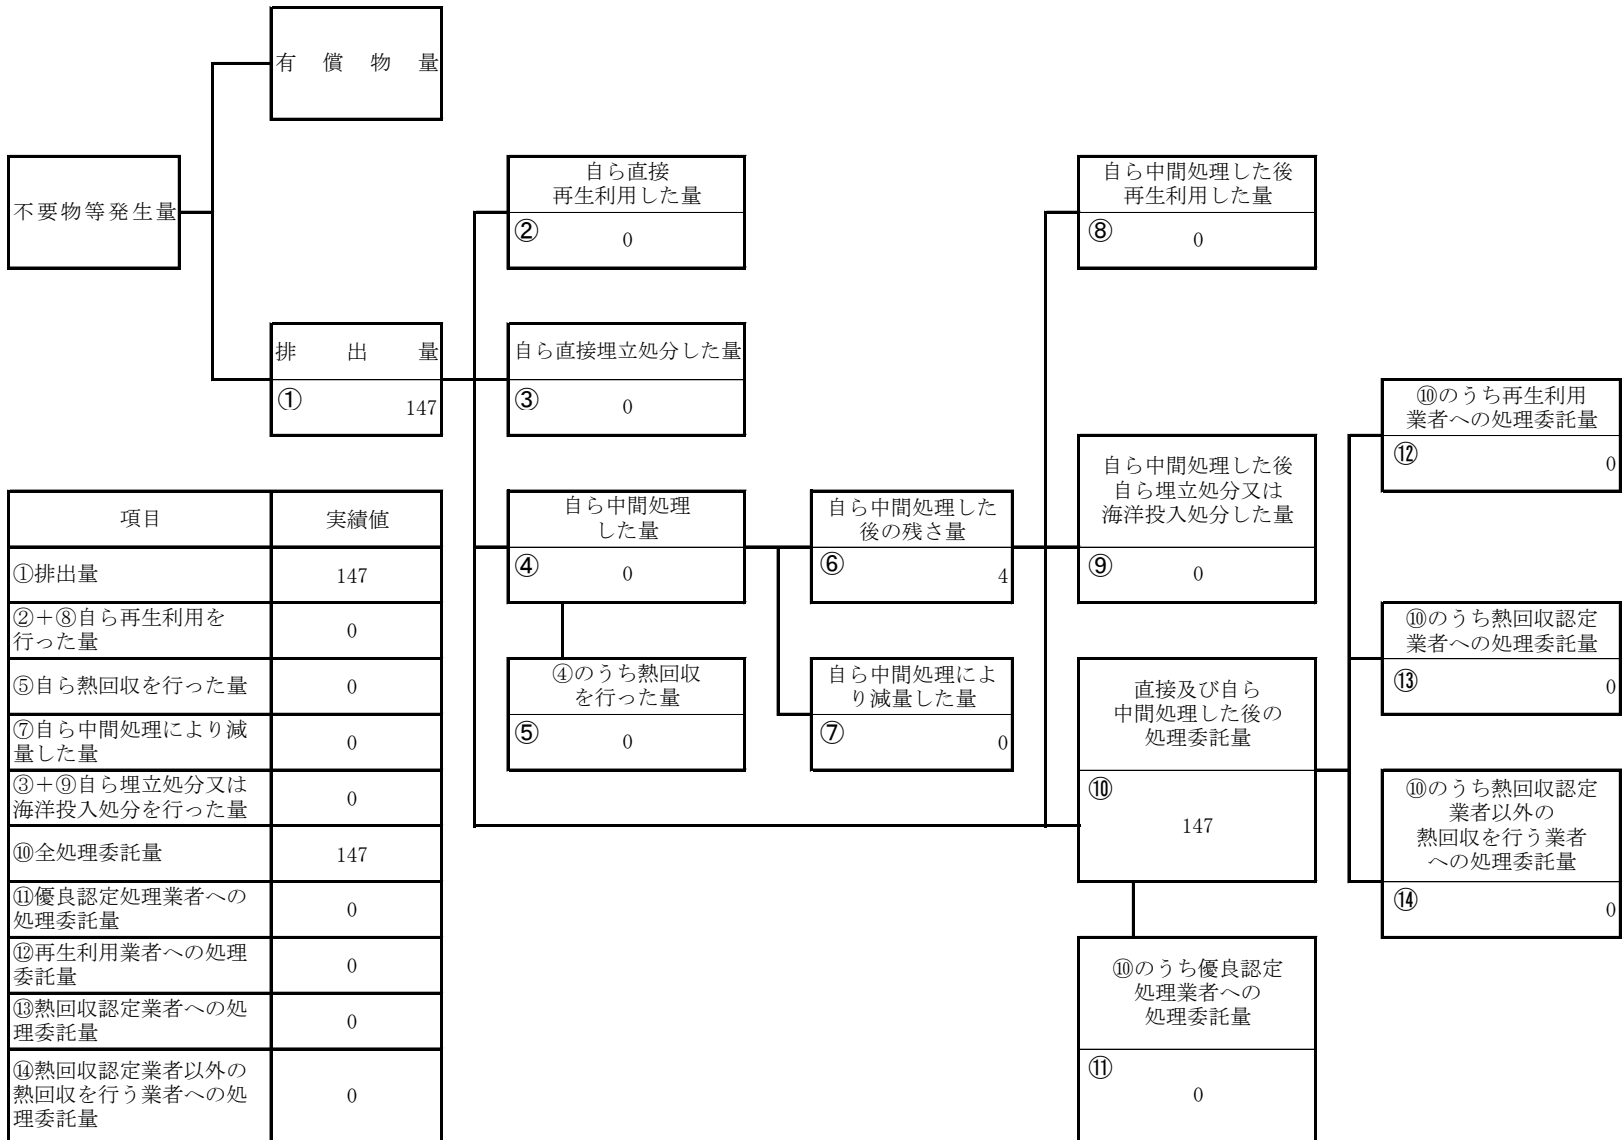 有償物量
不要物等発生量
排出量
① 147
自ら直接
再生利用した量
② 0
自ら直接埋立処分した量
③ 0
自ら中間処理
した量
④ 0
④のうち熱回収
を行った量
⑤ 0
自ら中間処理した
後の残さ量
⑥ 4
自ら中間処理によ
り減量した量
⑦ 0
自ら中間処理した後
再生利用した量
⑧ 0
自ら中間処理した後
自ら埋立処分又は
海洋投入処分した量
⑨ 0
直接及び自ら
中間処理した後の
処理委託量
⑩
147
⑩のうち優良認定
処理業者への
処理委託量
⑪
0
⑩のうち再生利用
業者への処理委託量
⑫ 0
⑩のうち熱回収認定
業者への処理委託量
⑬ 0
⑩のうち熱回収認定
業者以外の
熱回収を行う業者
への処理委託量
⑭ 0
項目 実績値
①排出量 147
②+⑧自ら再生利用を
行った量 0
⑤自ら熱回収を行った量 0
⑦自ら中間処理により減
量した量 0
③+⑨自ら埋立処分又は
海洋投入処分を行った量 0
⑩全処理委託量 147
⑪優良認定処理業者への
処理委託量 0
⑫再生利用業者への処理
委託量 0
⑬熱回収認定業者への処
理委託量 0
⑭熱回収認定業者以外の
熱回収を行う業者への処
理委託量 0